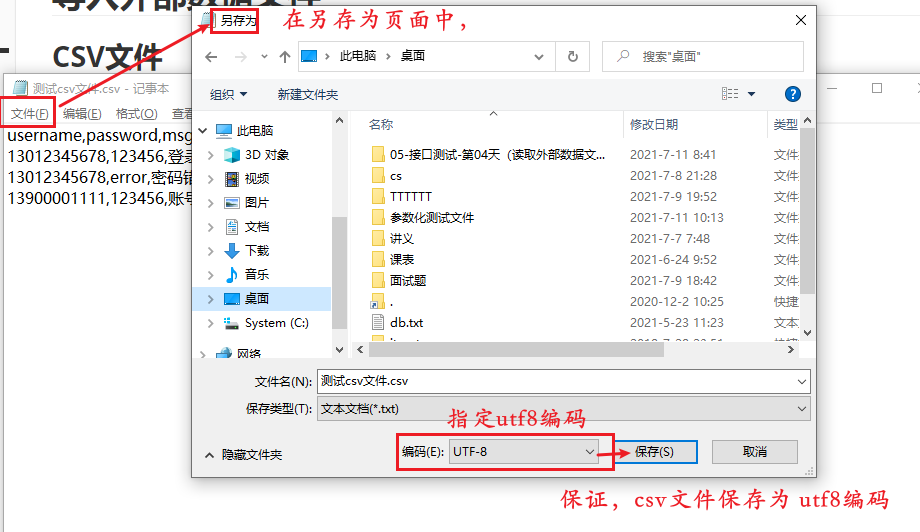 导入外部数据文件
CSV文件
另存为
在另存为页面中，
此电脑 › 桌面
搜索"桌面"
测试csv文件.csv - 记事本
文件(F) 编辑(E) 格式(O) 查看
username,password,msg
13012345678,123456,登录
13012345678,error,密码错
13900001111,123456,账号
组织
新建文件夹
此电脑
3D 对象
视频
图片
文档
下载
音乐
桌面
System (C:)
网络
名称 修改日期 类型
05-接口测试-第04天（读取外部数据文... 2021-7-11 8:41 文件
cs 2021-7-8 21:28 文件
TTTTTT 2021-7-9 19:52 文件
参数化测试文件 2021-7-11 10:13 文件
讲义 2021-7-7 7:48 文件
课表 2021-6-24 9:52 文件
面试题 2021-7-9 18:42 文件
. 2020-12-2 10:25 快捷
db.txt 2021-5-23 11:23 文本
文件名(N): 测试csv文件.csv
保存类型(T): 文本文档(*.txt)
指定utf8编码
隐藏文件夹
编码(E): UTF-8
保存(S)
取消
保证，csv文件保存为 utf8编码